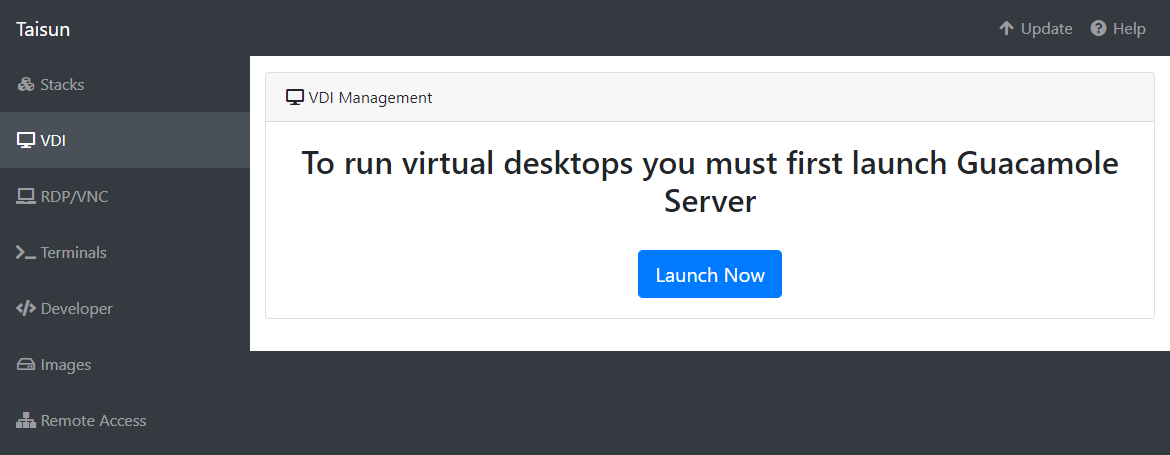 Taisun
Update
Help
Stacks
VDI
RDP/VNC
Terminals
Developer
Images
Remote Access
VDI Management
To run virtual desktops you must first launch Guacamole
Server
Launch Now